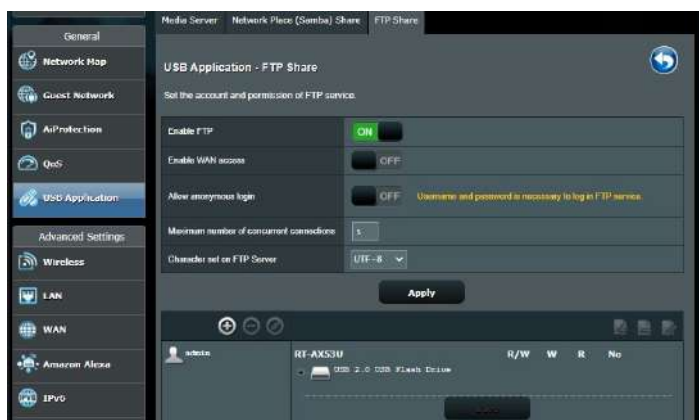 Media Server Network Place (Samba) Share FTP Share
General
Network Map
Guest Network
AiProtection
QoS
USB Application
Advanced Settings
Wireless
LAN
WAN
Amazon Alexa
IPv6
USB Application - FTP Share
Set the account and permission of FTP service.
Enable FTP ON
Enable WAN access OFF
Allow anonymous login OFF Username and password is necessary to log in FTP service.
Maximum number of concurrent connections 5
Character set on FTP Server UTF-8
Apply
admin
RT-AX53U R/W W R No
USB 2.0 USB Flash Drive